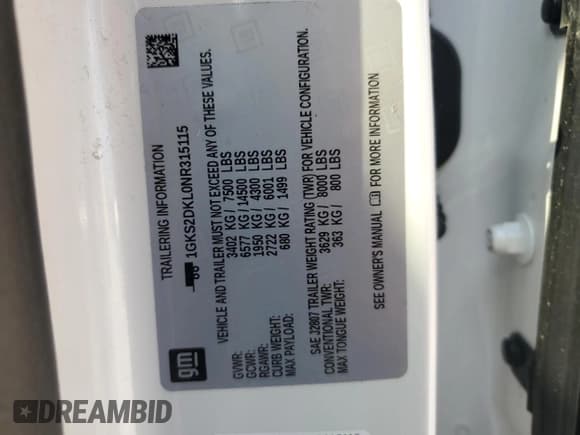 TRAILERING INFORMATION
1GKS2DKL0NR315115
VEHICLE AND TRAILER MUST NOT EXCEED ANY OF THESE VALUES.
GVWR: 3402 KG / 7500 LBS
GCWR: 6577 KG / 14500 LBS
RGAWR: 1950 KG / 4300 LBS
CURB WEIGHT: 2722 KG / 6001 LBS
MAX PAYLOAD: 680 KG / 1499 LBS
SAE J2807 TRAILER WEIGHT RATING (TWR) FOR VEHICLE CONFIGURATION.
CONVENTIONAL TWR: 3629 KG / 8000 LBS
MAX TONGUE WEIGHT: 363 KG / 800 LBS
SEE OWNER'S MANUAL FOR MORE INFORMATION
gm
DREAMBID